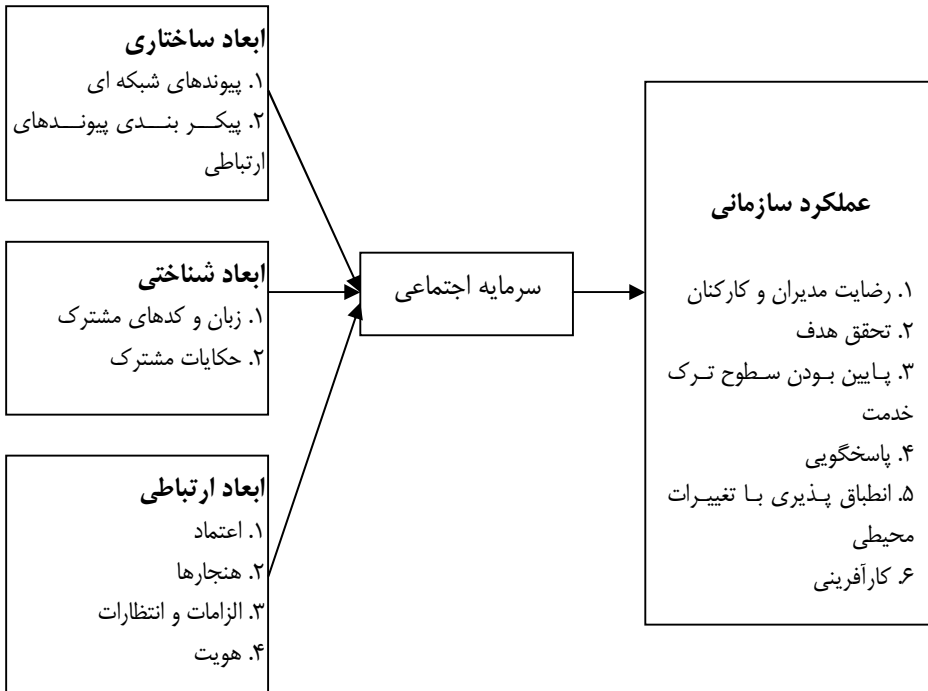 ابعاد ساختاری
۱. پیوندهای شبکه ای
۲. پیکر بندی پیوندهای
ارتباطی
ابعاد شناختی
۱. زبان و کدهای مشترک
۲. حکایات مشترک
ابعاد ارتباطی
۱. اعتماد
۲. هنجارها
۳. الزامات و انتظارات
۴. هویت
سرمایه اجتماعی
عملکرد سازمانی
۱. رضایت مدیران و کارکنان
۲. تحقق هدف
۳. پایین بودن سطوح ترک
خدمت
۴. پاسخگویی
۵. انطباق پذیری با تغییرات
محیطی
۶. کارآفرینی